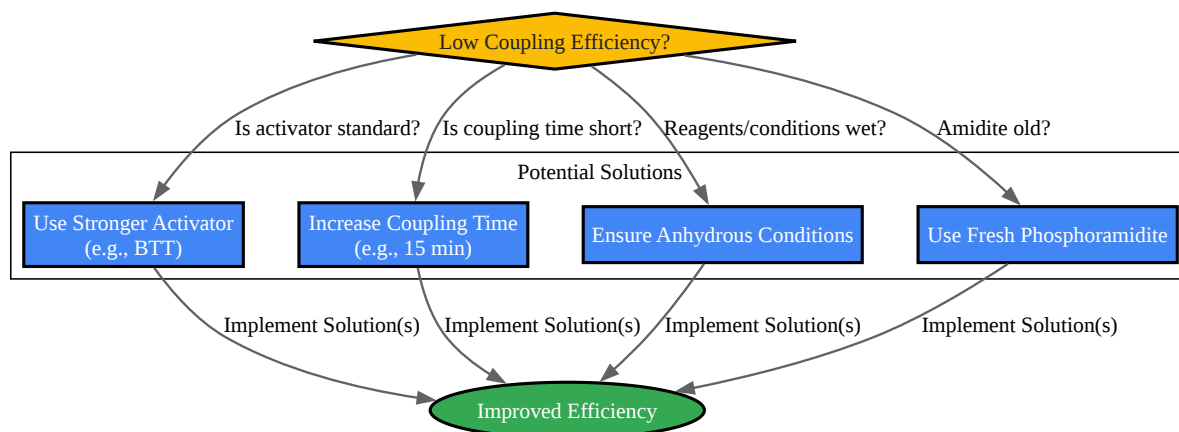 Low Coupling Efficiency?
Is activator standard?
Is coupling time short?
Reagents/conditions wet?
Amidite old?
Potential Solutions
Use Stronger Activator
(e.g., BTT)
Increase Coupling Time
(e.g., 15 min)
Ensure Anhydrous Conditions
Use Fresh Phosphoramidite
Implement Solution(s)
Implement Solution(s)
Implement Solution(s)
Implement Solution(s)
Improved Efficiency